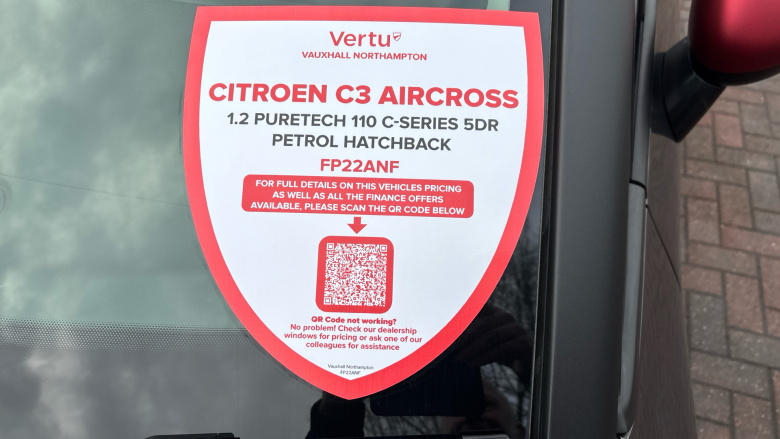 Vertu
VAUXHALL NORTHAMPTON
CITROEN C3 AIRCROSS
1.2 PURETECH 110 C-SERIES 5DR
PETROL HATCHBACK
FP22ANF
FOR FULL DETAILS ON THIS VEHICLES PRICING
AS WELL AS ALL THE FINANCE OFFERS
AVAILABLE, PLEASE SCAN THE QR CODE BELOW
QR Code not working?
No problem! Check our dealership
windows for pricing or ask one of our
colleagues for assistance
Vauxhall Northampton
FP22ANF